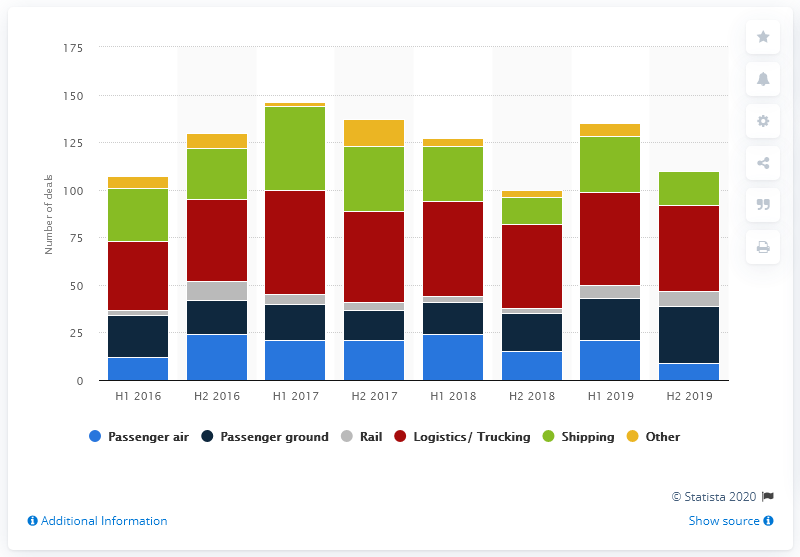 175
150
125
100
75
50
25
0
Number of deals
H1 2016 H2 2016 H1 2017 H2 2017 H1 2018 H2 2018 H1 2019 H2 2019
Passenger air Passenger ground Rail Logistics/ Trucking Shipping Other
© Statista 2020
Additional Information Show source